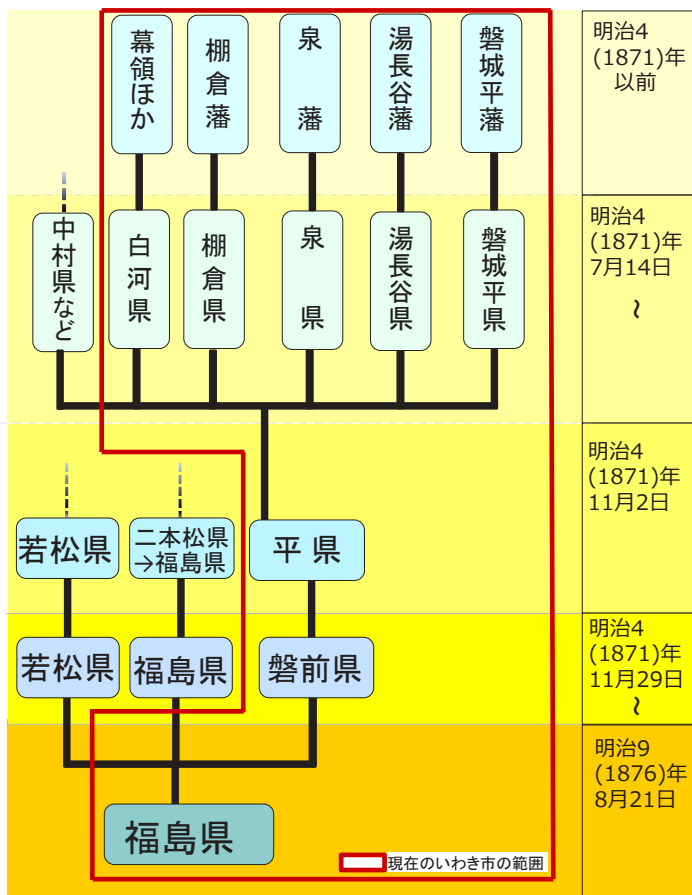 幕領ほか
棚倉藩
泉藩
湯長谷藩
磐城平藩
明治4
(1871)年
以前
中村県など
白河県
棚倉県
泉県
湯長谷県
磐城平県
明治4
(1871)年
7月14日
~
若松県
二本松県
→福島県
平県
明治4
(1871)年
11月2日
若松県
福島県
磐前県
明治4
(1871)年
11月29日
~
福島県
明治9
(1876)年
8月21日
現在のいわき市の範囲